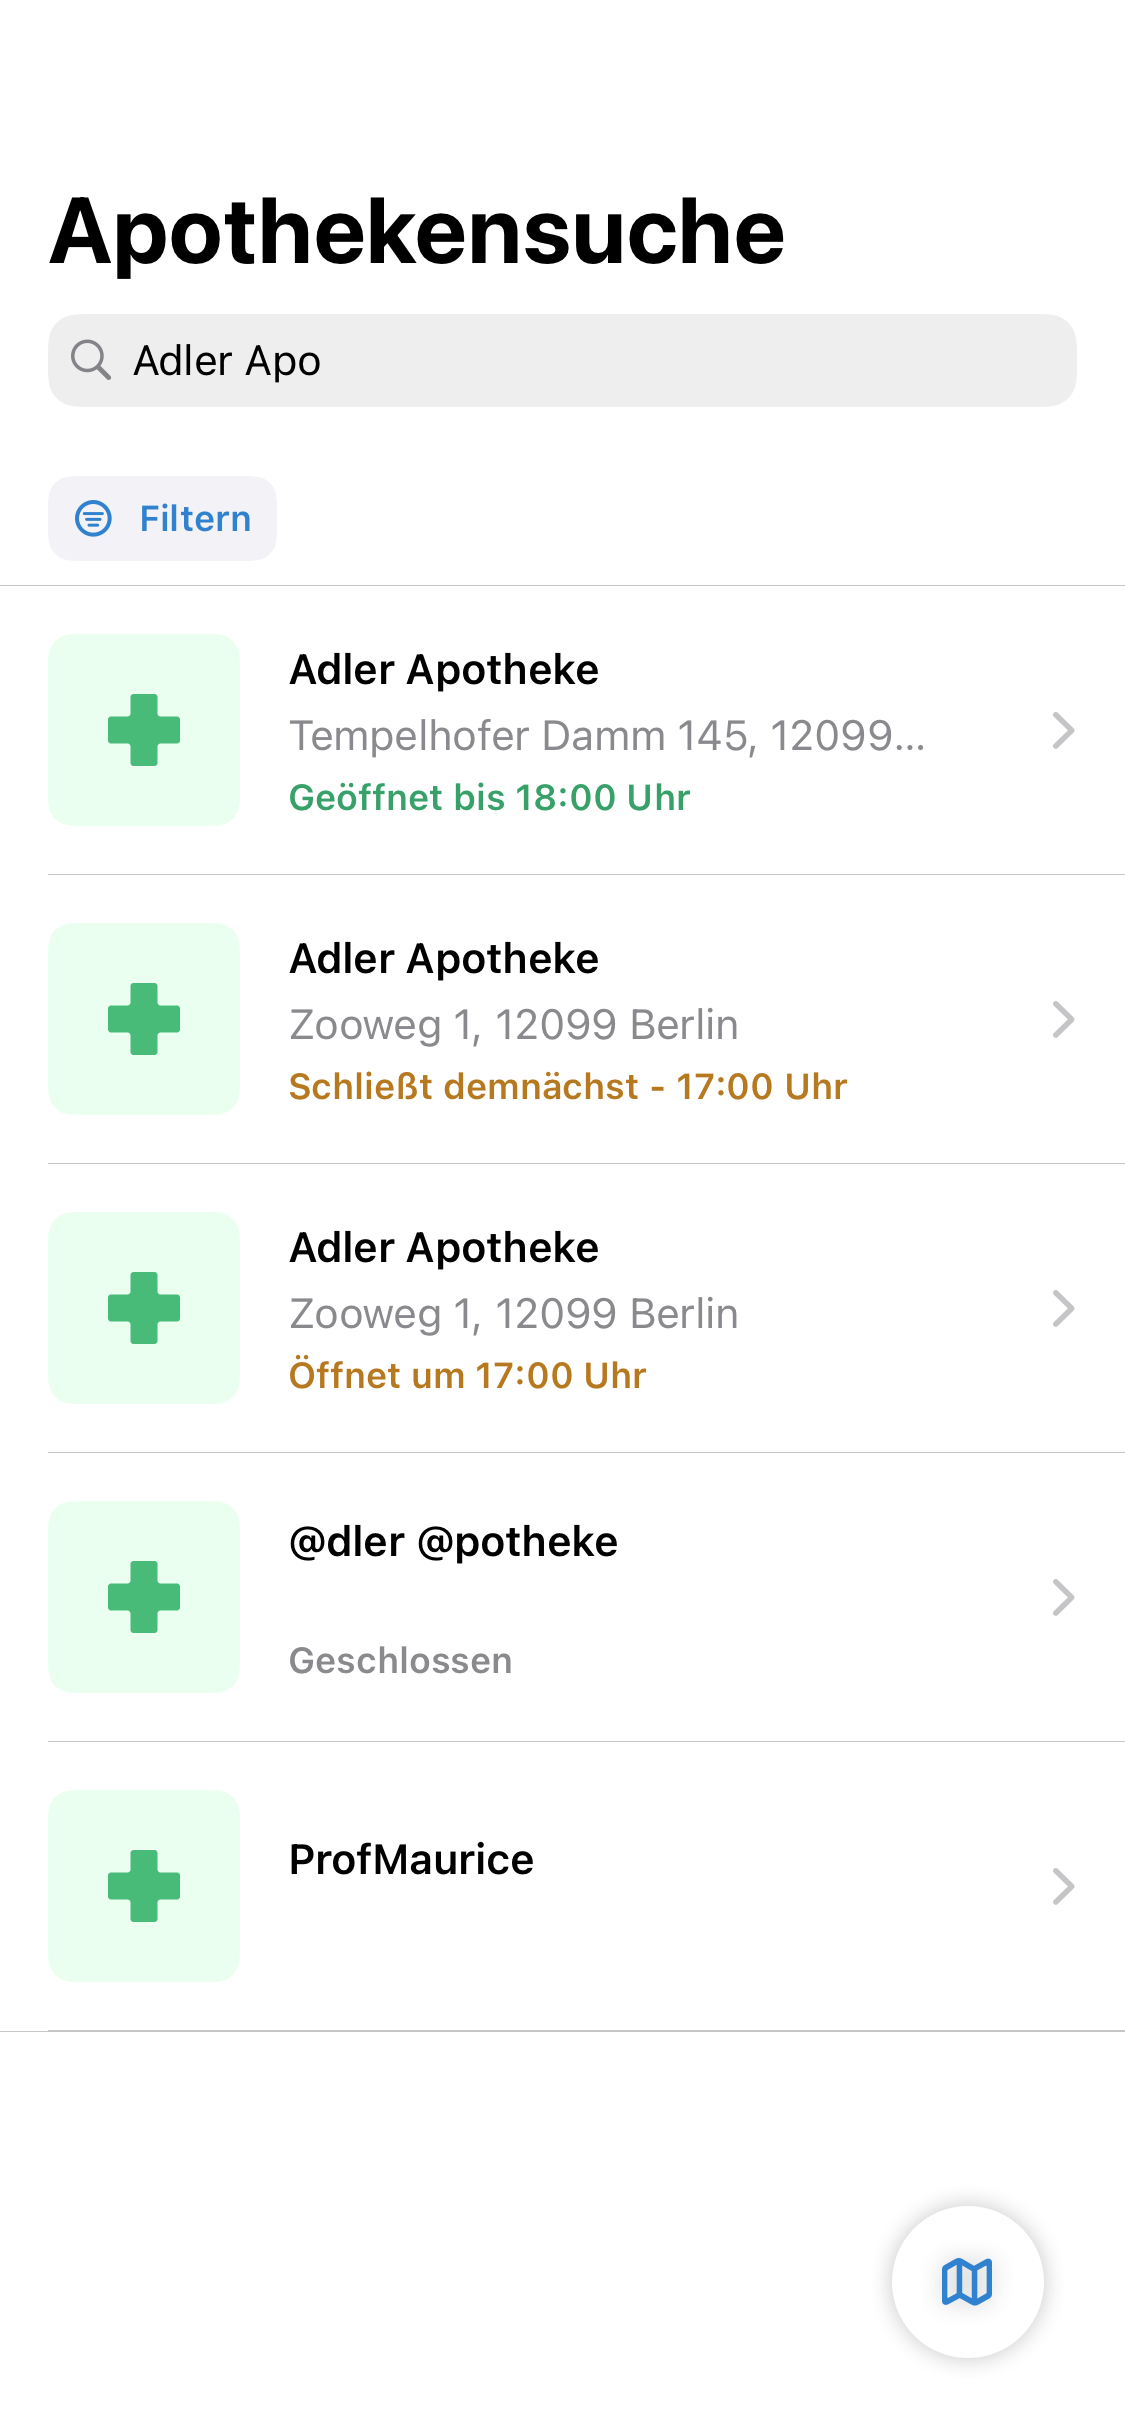 Apothekensuche
Adler Apo
Filtern
Adler Apotheke
Tempelhofer Damm 145, 12099...
Geöffnet bis 18:00 Uhr
Adler Apotheke
Zooweg 1, 12099 Berlin
Schließt demnächst - 17:00 Uhr
Adler Apotheke
Zooweg 1, 12099 Berlin
Öffnet um 17:00 Uhr
@dler @potheke
Geschlossen
ProfMaurice